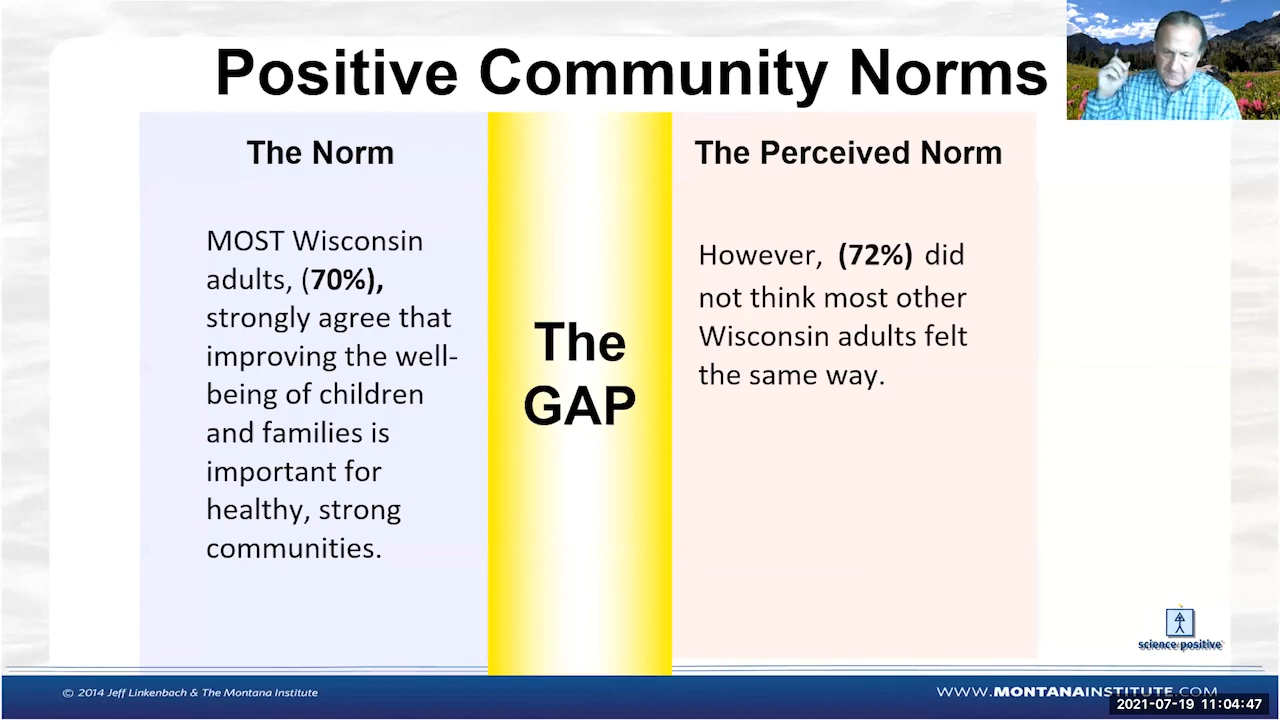 Positive Community Norms
The Norm
MOST Wisconsin
adults, (70%),
strongly agree that
improving the well-
being of children
and families is
important for
healthy, strong
communities.
The
GAP
The Perceived Norm
However, (72%) did
not think most other
Wisconsin adults felt
the same way.
science positive
© 2014 Jeff Linkenbach & The Montana Institute
WWW.MONTANAINSTITUTE.COM
2021-07-19 11:04:47